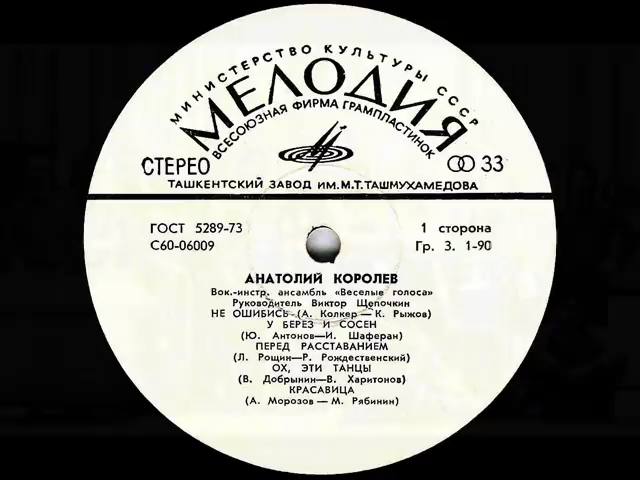 МИНИСТЕРСТВО КУЛЬТУРЫ СССР
МЕЛОДИЯ
ВСЕСОЮЗНАЯ ФИРМА ГРАМПЛАСТИНОК
СТЕРЕО 33
ТАШКЕНТСКИЙ ЗАВОД ИМ.М.Т.ТАШМУХАМЕДОВА
ГОСТ 5289-73 1 сторона
С60-06009 Гр. 3. 1-90
АНАТОЛИЙ КОРОЛЕВ
Вок.-инстр. ансамбль «Веселые голоса»
Руководитель Виктор Щепочкин
НЕ ОШИБИСЬ (А. Колкер — К. Рыжов)
У БЕРЕЗ И СОСЕН
(Ю. Антонов—И. Шаферан)
ПЕРЕД РАССТАВАНИЕМ
(Л. Рощин—Р. Рождественский)
ОХ, ЭТИ ТАНЦЫ
(В. Добрынин—В. Харитонов)
КРАСАВИЦА
(А. Морозов — М. Рябинин)